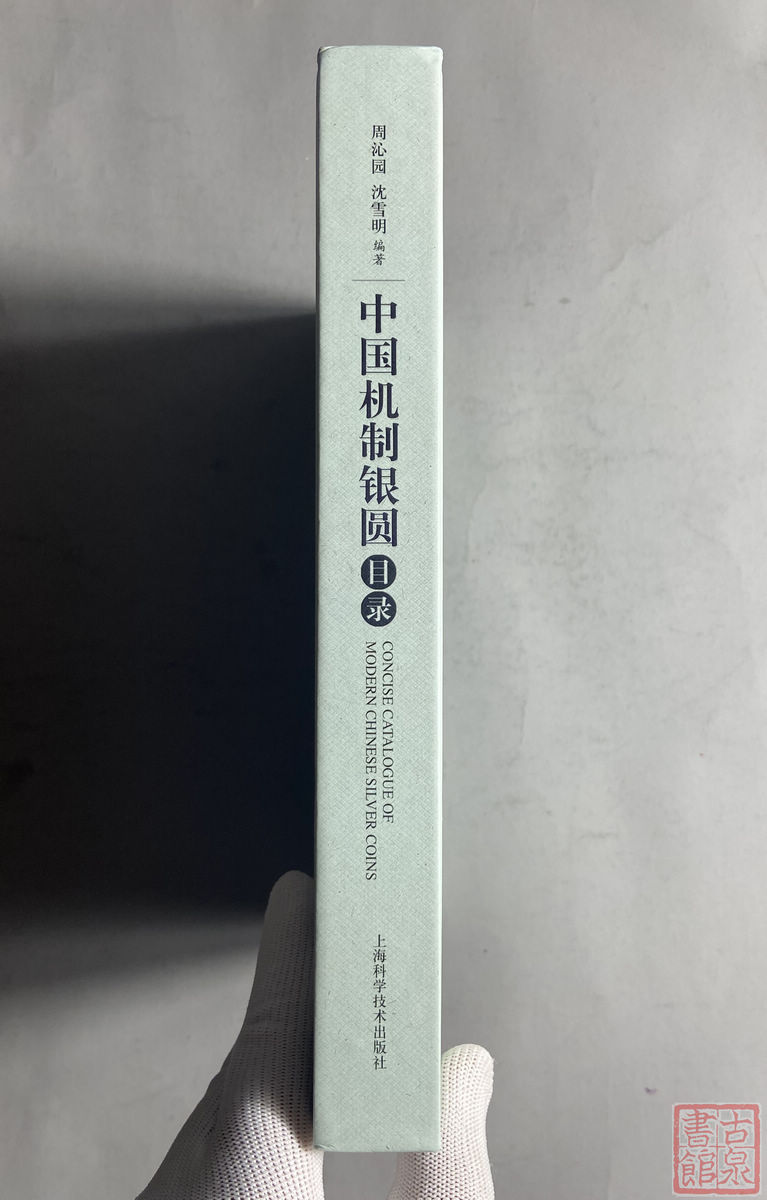 周沁园 沈雪明 编著
中国机制银圆目录
CONCISE CATALOGUE OF
MODERN CHINESE SILVER COINS
上海科学技术出版社
古泉
書館